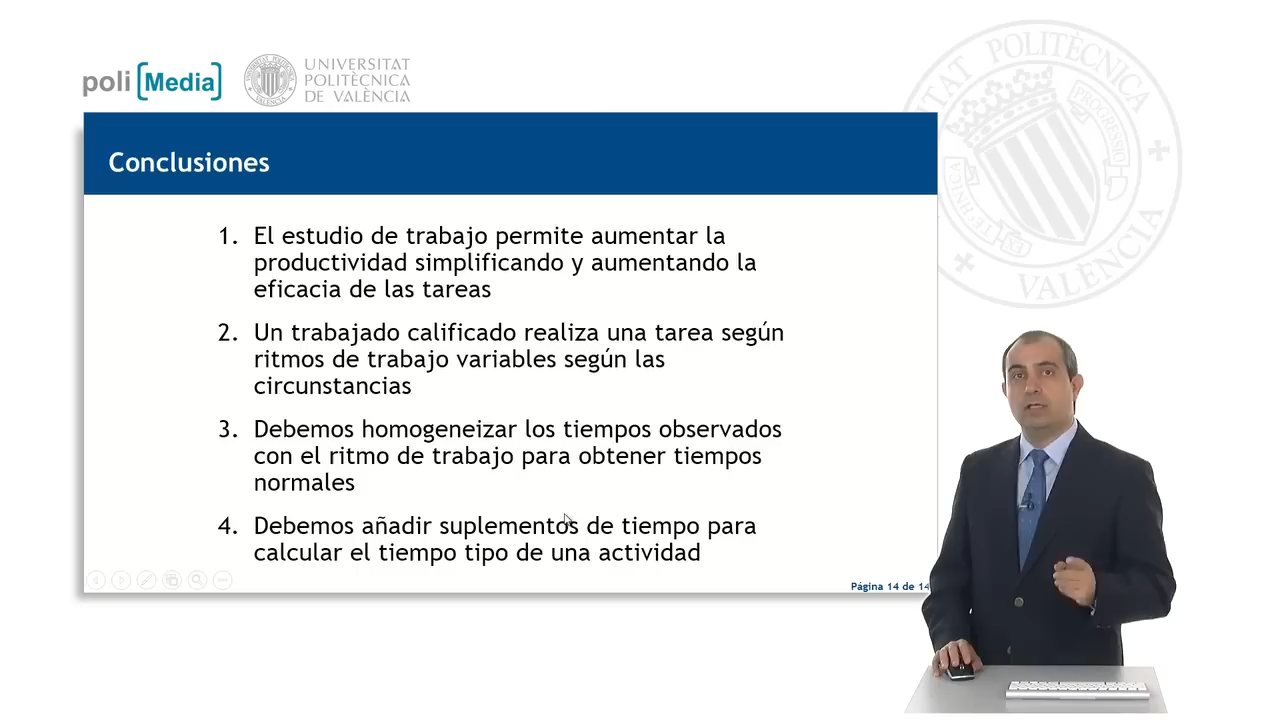 poli [Media]
UNIVERSITAT
POLITÈCNICA
DE VALÈNCIA
Conclusiones
1. El estudio de trabajo permite aumentar la
productividad simplificando y aumentando la
eficacia de las tareas
2. Un trabajado calificado realiza una tarea según
ritmos de trabajo variables según las
circunstancias
3. Debemos homogeneizar los tiempos observados
con el ritmo de trabajo para obtener tiempos
normales
4. Debemos añadir suplementos de tiempo para
calcular el tiempo tipo de una actividad
Página 14 de 14
POLITÈCNICA
VALÈNCIA
PROGRESSIO